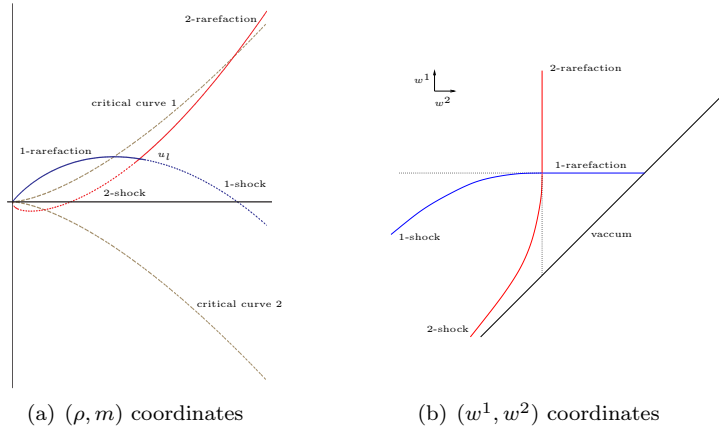 2-rarefaction
critical curve 1
1-rarefaction
u_l
2-shock
1-shock
critical curve 2
(a) (ρ, m) coordinates
w^1
w^2
2-rarefaction
1-rarefaction
1-shock
vaccum
2-shock
(b) (w^1, w^2) coordinates